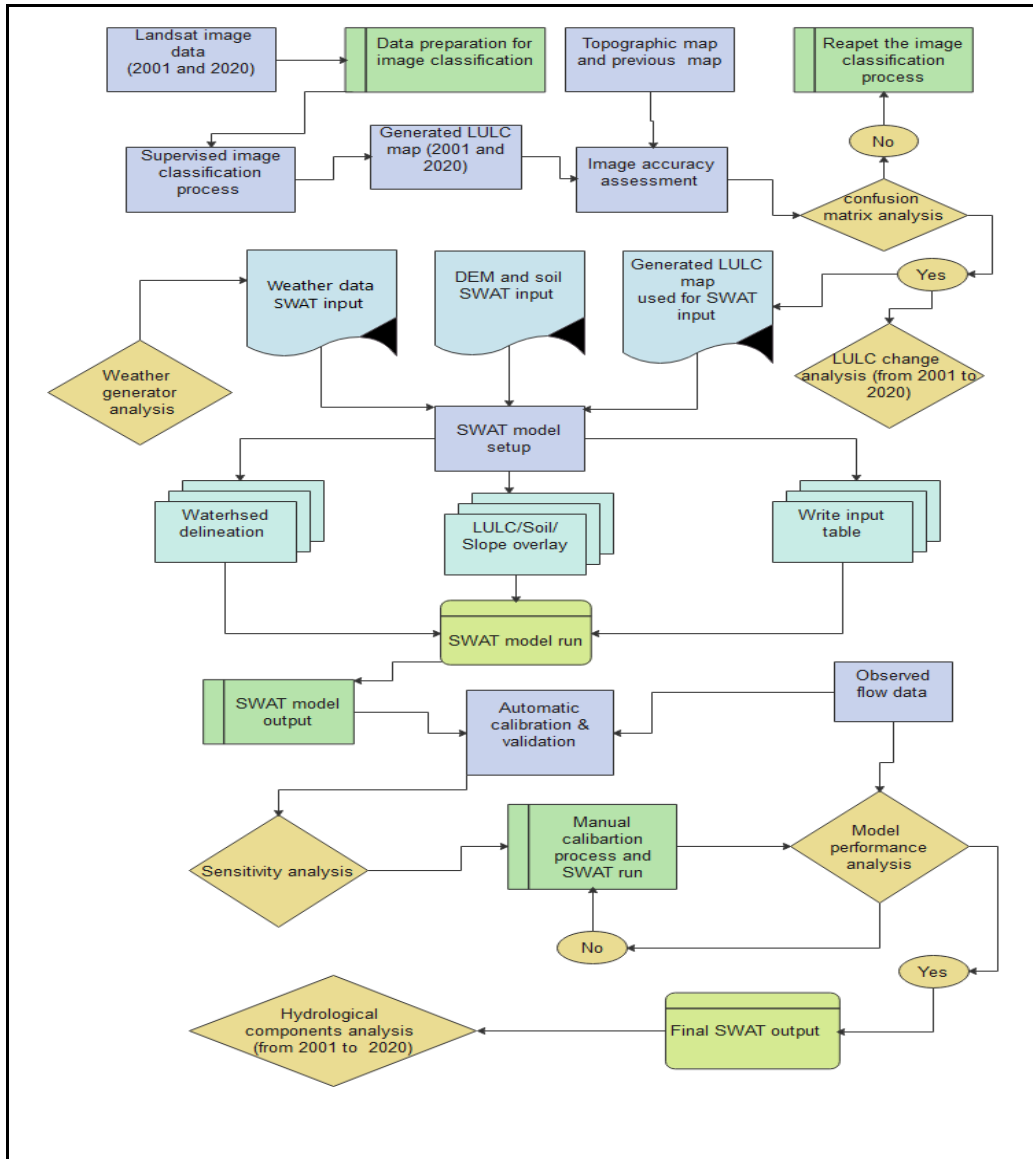 Landsat image
data
(2001 and 2020)
Data preparation for
image classification
Topographic map
and previous map
Reapet the image
classification
process
No
Supervised image
classification
process
Generated LULC
map (2001 and
2020)
Image accuracy
assessment
confusion
matrix analysis
Yes
Weather data
SWAT input
DEM and soil
SWAT input
Generated LULC
map
used for SWAT
input
Weather
generator
analysis
LULC change
analysis (from 2001 to
2020)
SWAT model
setup
Waterhsed
delineation
LULC/Soil/
Slope overlay
Write input
table
SWAT model run
SWAT model
output
Automatic
calibration &
validation
Observed
flow data
Sensitivity analysis
Manual
calibartion
process and
SWAT run
Model
performance
analysis
No
Yes
Hydrological
components analysis
(from 2001 to 2020)
Final SWAT output